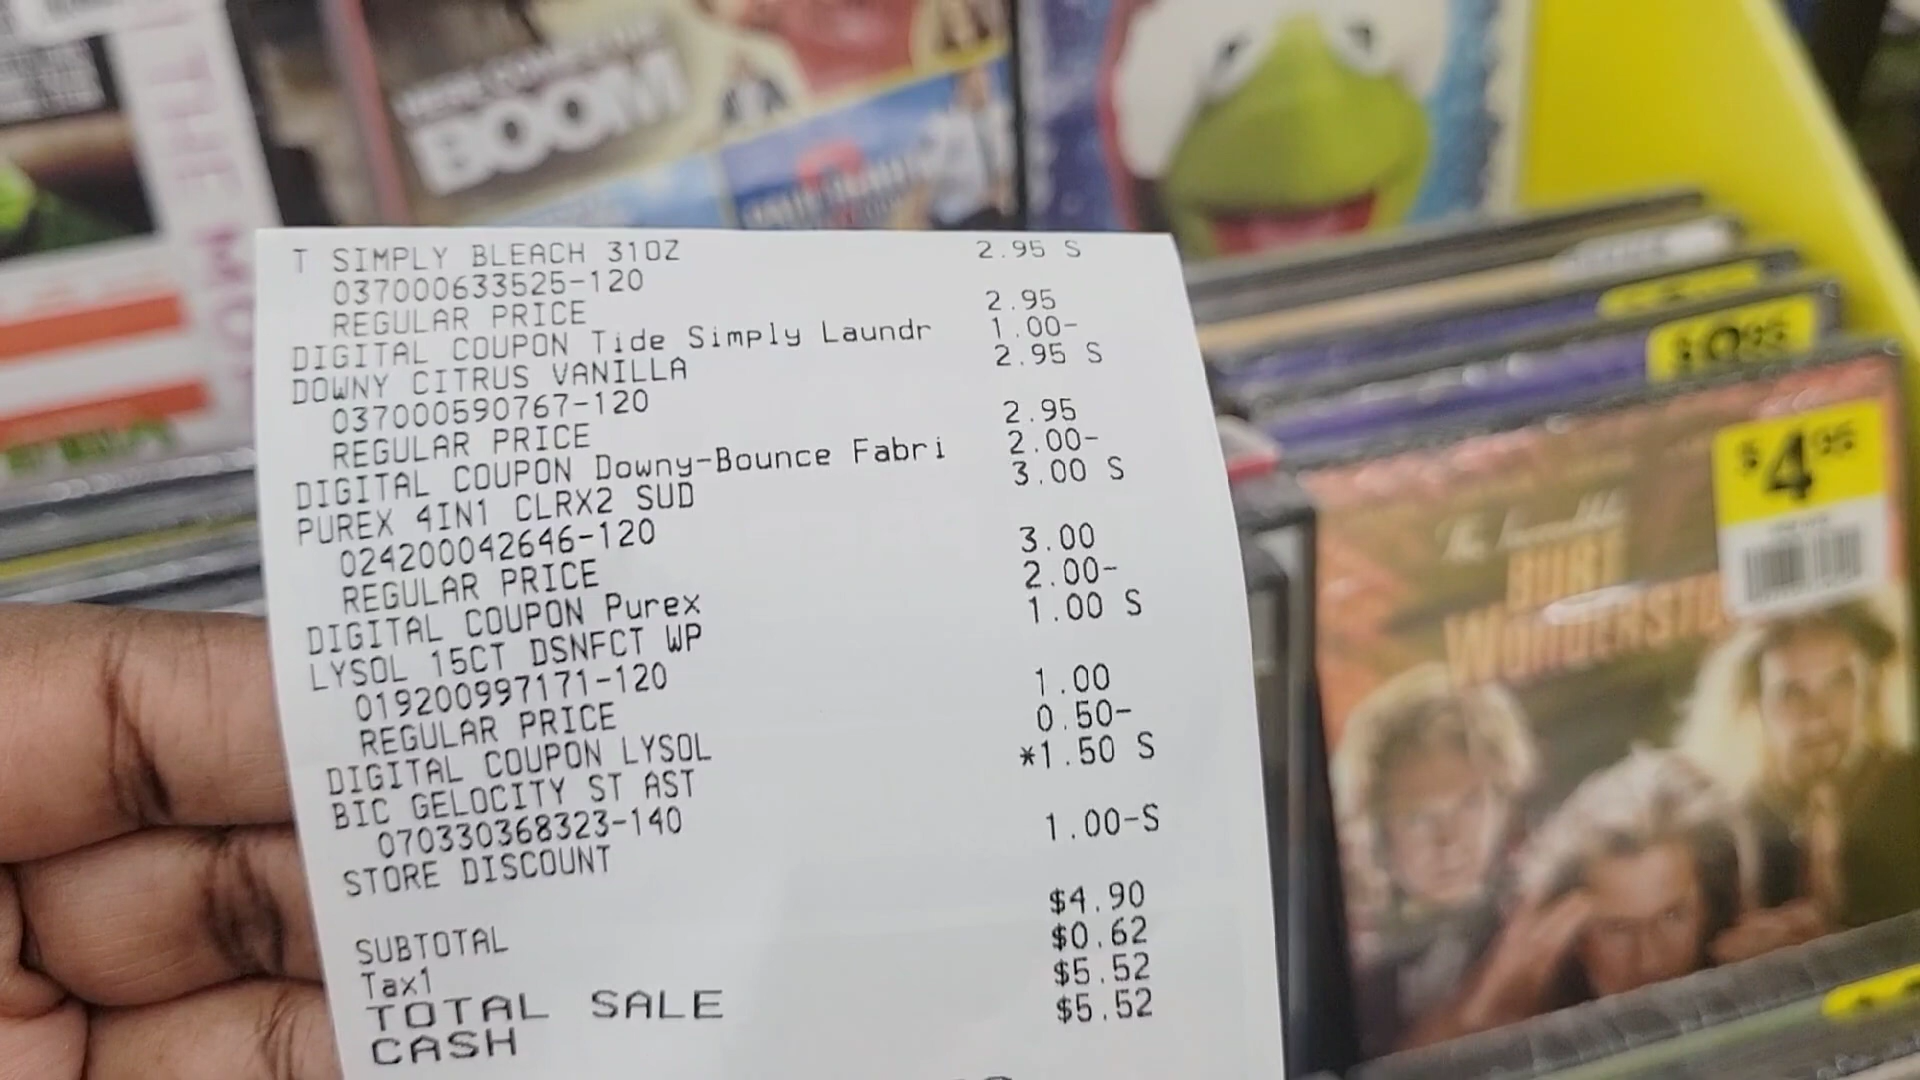 BOOM
T SIMPLY BLEACH 31OZ 2.95 S
037000633525-120
REGULAR PRICE 2.95
DIGITAL COUPON Tide Simply Laundr 1.00-
DOWNY CITRUS VANILLA 2.95 S
037000590767-120
REGULAR PRICE 2.95
DIGITAL COUPON Downy-Bounce Fabri 2.00-
PUREX 4IN1 CLRX2 SUD 3.00 S
024200042646-120
REGULAR PRICE 3.00
DIGITAL COUPON Purex 2.00-
LYSOL 15CT DSNFCT WP 1.00 S
019200997171-120
REGULAR PRICE 1.00
DIGITAL COUPON LYSOL 0.50-
BIC GELOCITY ST AST *1.50 S
070330368323-140
STORE DISCOUNT 1.00-S
SUBTOTAL $4.90
Tax1 $0.62
TOTAL SALE $5.52
CASH $5.52
$4.95
The Incredible
BURT
WONDERSTO